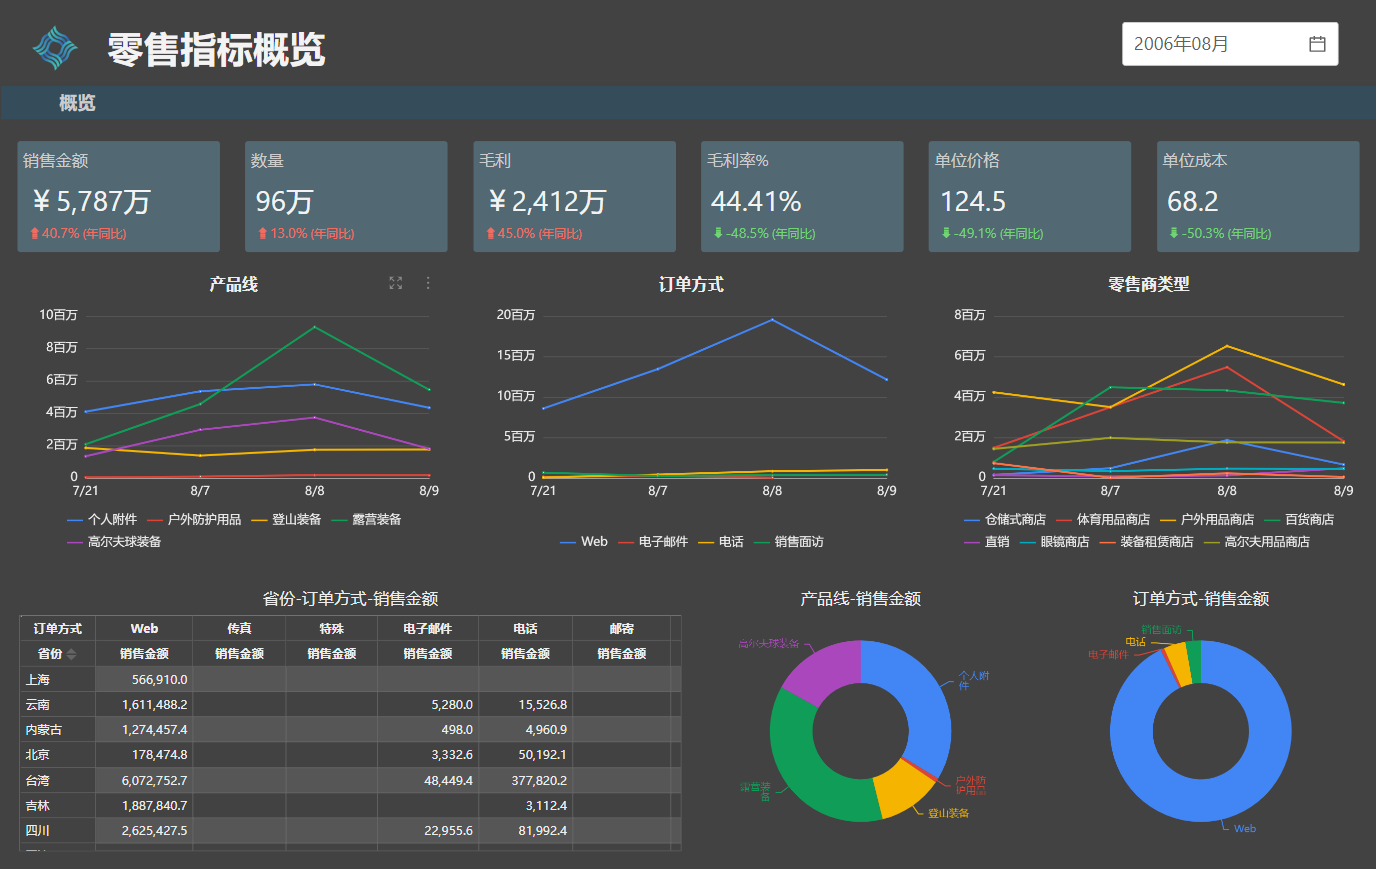 零售指标概览
2006年08月
概览
销售金额
￥5,787万
40.7% (年同比)
数量
96万
13.0% (年同比)
毛利
￥2,412万
45.0% (年同比)
毛利率%
44.41%
-48.5% (年同比)
单位价格
124.5
-49.1% (年同比)
单位成本
68.2
-50.3% (年同比)
产品线
10百万
8百万
6百万
4百万
2百万
0
7/21 8/7 8/8 8/9
个人附件 户外防护用品 登山装备 露营装备
高尔夫球装备
订单方式
20百万
15百万
10百万
5百万
0
7/21 8/7 8/8 8/9
Web 电子邮件 电话 销售面访
零售商类型
8百万
6百万
4百万
2百万
0
7/21 8/7 8/8 8/9
仓储式商店 体育用品商店 户外用品商店 百货商店
直销 眼镜商店 装备租赁商店 高尔夫用品商店
省份-订单方式-销售金额
订单方式 Web 传真 特殊 电子邮件 电话 邮寄
省份 销售金额 销售金额 销售金额 销售金额 销售金额 销售金额
上海 566,910.0
云南 1,611,488.2 5,280.0 15,526.8
内蒙古 1,274,457.4 498.0 4,960.9
北京 178,474.8 3,332.6 50,192.1
台湾 6,072,752.7 48,449.4 377,820.2
吉林 1,887,840.7 3,112.4
四川 2,625,427.5 22,955.6 81,992.4
产品线-销售金额
高尔夫球装备
个人附
件
户外防
护用品
露营装
备
登山装备
订单方式-销售金额
销售面访
电话
电子邮件
Web